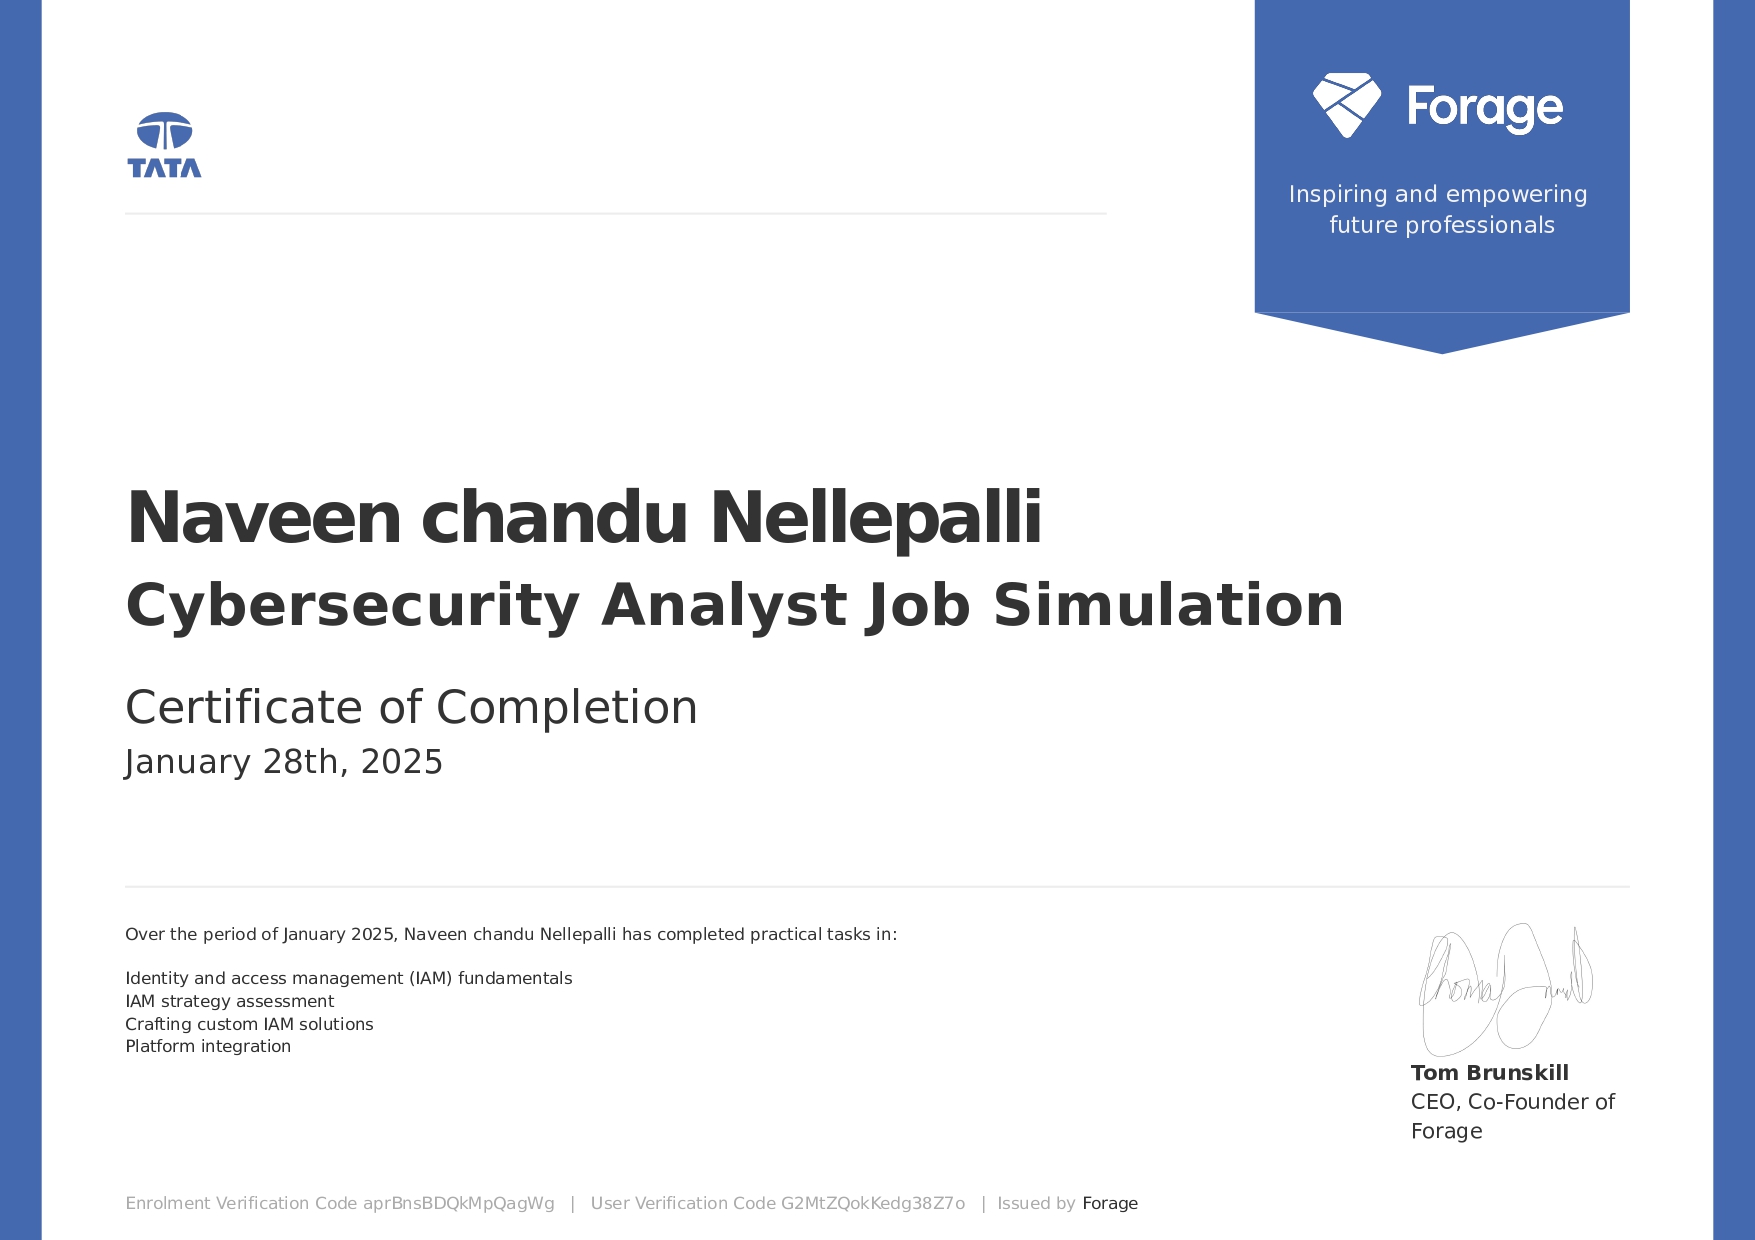 TATA
Forage
Inspiring and empowering
future professionals
Naveen chandu Nellepalli
Cybersecurity Analyst Job Simulation
Certificate of Completion
January 28th, 2025
Over the period of January 2025, Naveen chandu Nellepalli has completed practical tasks in:
Identity and access management (IAM) fundamentals
IAM strategy assessment
Crafting custom IAM solutions
Platform integration
Tom Brunskill
CEO, Co-Founder of
Forage
Enrolment Verification Code aprBnsBDQkMpQagWg | User Verification Code G2MtZQokKedg38Z7o | Issued by Forage